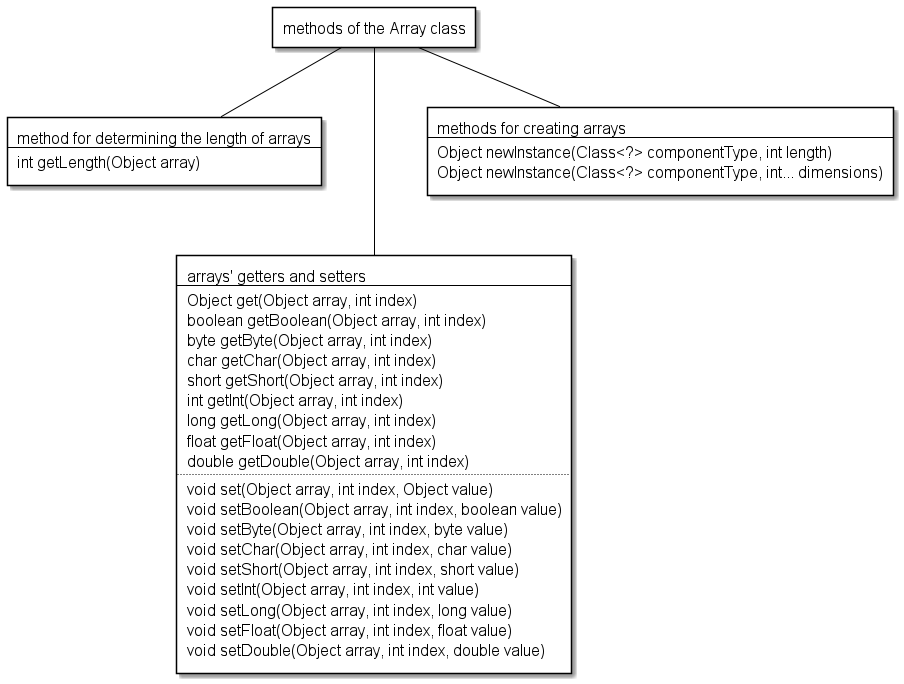 methods of the Array class
method for determining the length of arrays
int getLength(Object array)
methods for creating arrays
Object newInstance(Class<?> componentType, int length)
Object newInstance(Class<?> componentType, int... dimensions)
arrays' getters and setters
Object get(Object array, int index)
boolean getBoolean(Object array, int index)
byte getByte(Object array, int index)
char getChar(Object array, int index)
short getShort(Object array, int index)
int getInt(Object array, int index)
long getLong(Object array, int index)
float getFloat(Object array, int index)
double getDouble(Object array, int index)
void set(Object array, int index, Object value)
void setBoolean(Object array, int index, boolean value)
void setByte(Object array, int index, byte value)
void setChar(Object array, int index, char value)
void setShort(Object array, int index, short value)
void setInt(Object array, int index, int value)
void setLong(Object array, int index, long value)
void setFloat(Object array, int index, float value)
void setDouble(Object array, int index, double value)